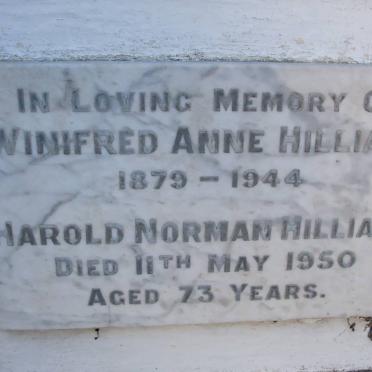 IN LOVING MEMORY O
WINIFRED ANNE HILLIA
1879 - 1944
HAROLD NORMAN HILLIA
DIED 11TH MAY 1950
AGED 73 YEARS.